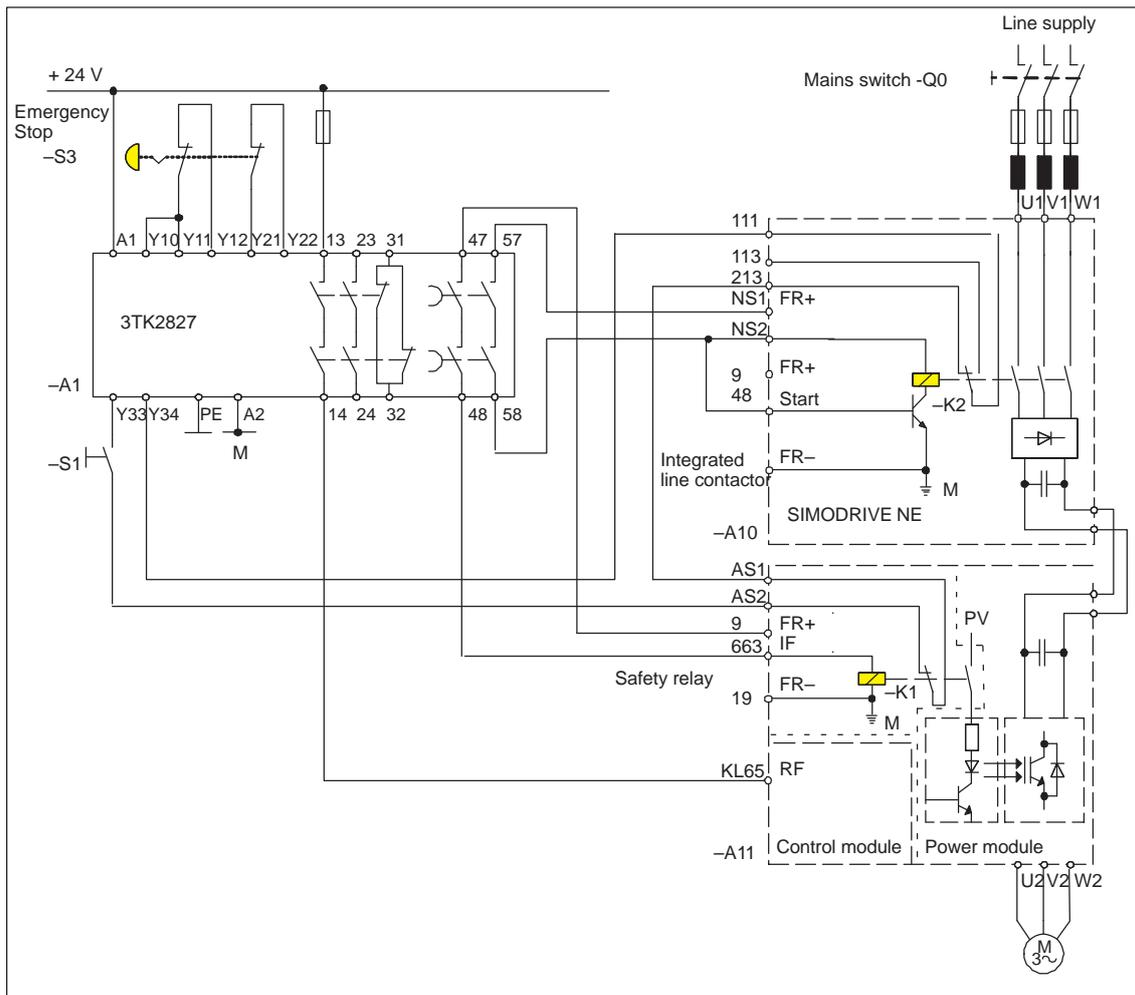 Line supply
+ 24 V
Mains switch -Q0
Emergency
Stop
–S3
U1 V1 W1
A1 Y10 Y11 Y12 Y21 Y22 13 23 31 47 57
111
113
213
NS1 FR+
NS2
3TK2827
9 FR+
48 Start
–K2
–A1
Y33 Y34 PE A2 14 24 32 48 58
M
–S1
Integrated
line contactor
FR–
M
SIMODRIVE NE
–A10
AS1
AS2
9 FR+
PV
663 IF
Safety relay
–K1
19 FR–
M
KL65 RF
Control module
Power module
–A11
U2 V2 W2
M
3~